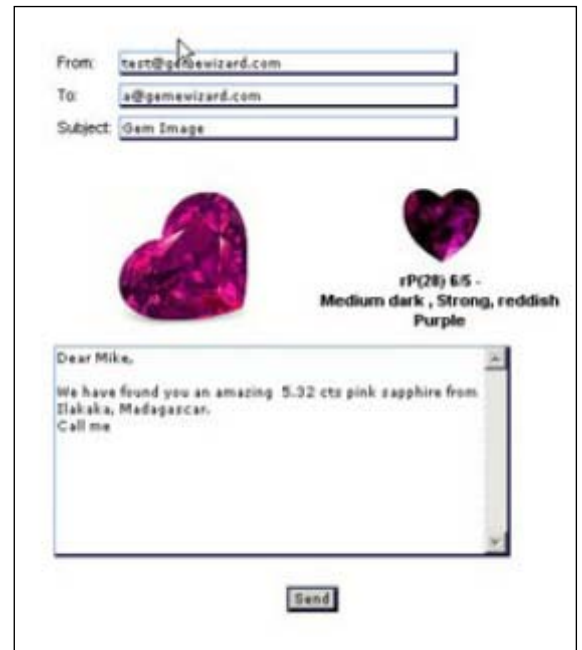 From: test@gemewizard.com
To: a@gemewizard.com
Subject: Gem Image
rP(28) 6/5 -
Medium dark , Strong, reddish
Purple
Dear Mike,
We have found you an amazing 5.32 cts pink sapphire from
Ilakaka, Madagascar.
Call me
Send